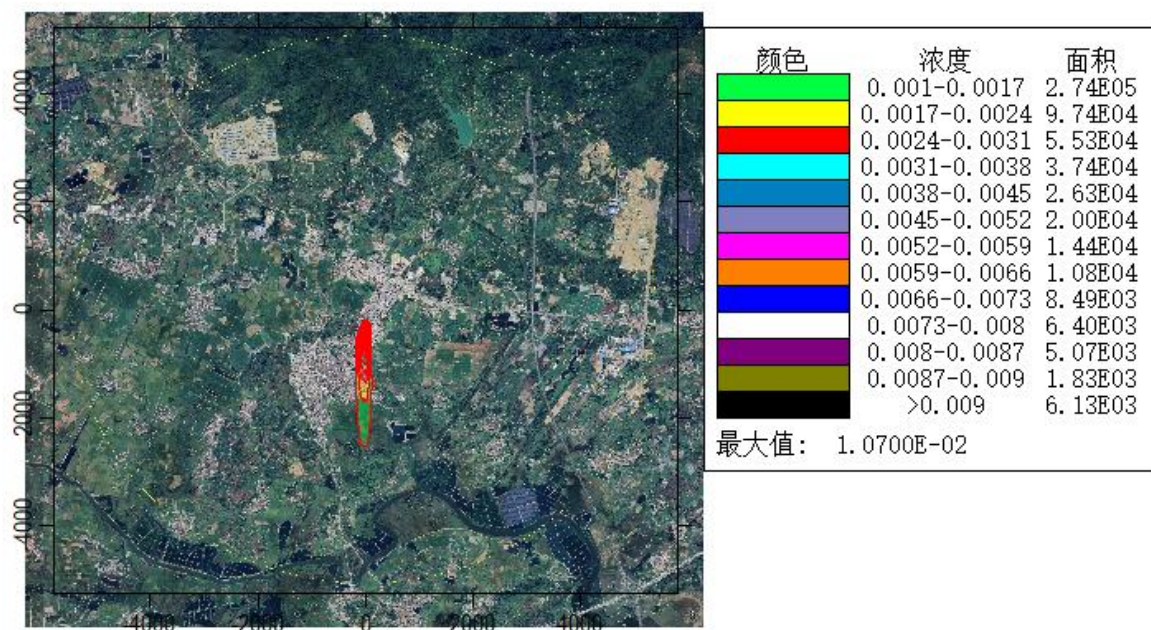 颜色 浓度 面积
0.001-0.0017 2.74E05
0.0017-0.0024 9.74E04
0.0024-0.0031 5.53E04
0.0031-0.0038 3.74E04
0.0038-0.0045 2.63E04
0.0045-0.0052 2.00E04
0.0052-0.0059 1.44E04
0.0059-0.0066 1.08E04
0.0066-0.0073 8.49E03
0.0073-0.008 6.40E03
0.008-0.0087 5.07E03
0.0087-0.009 1.83E03
>0.009 6.13E03
最大值: 1.0700E-02
4000
2000
0
2000
4000
-4000 -2000 0 2000 4000